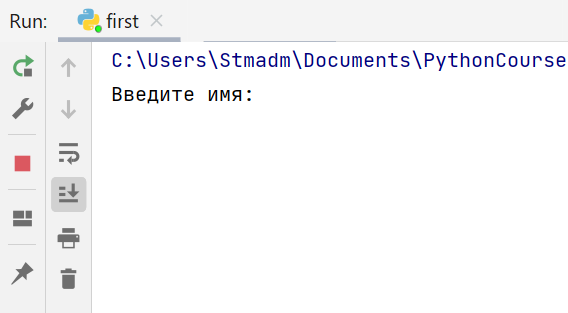 Run: first
C:\Users\Stmadm\Documents\PythonCourse
Введите имя: